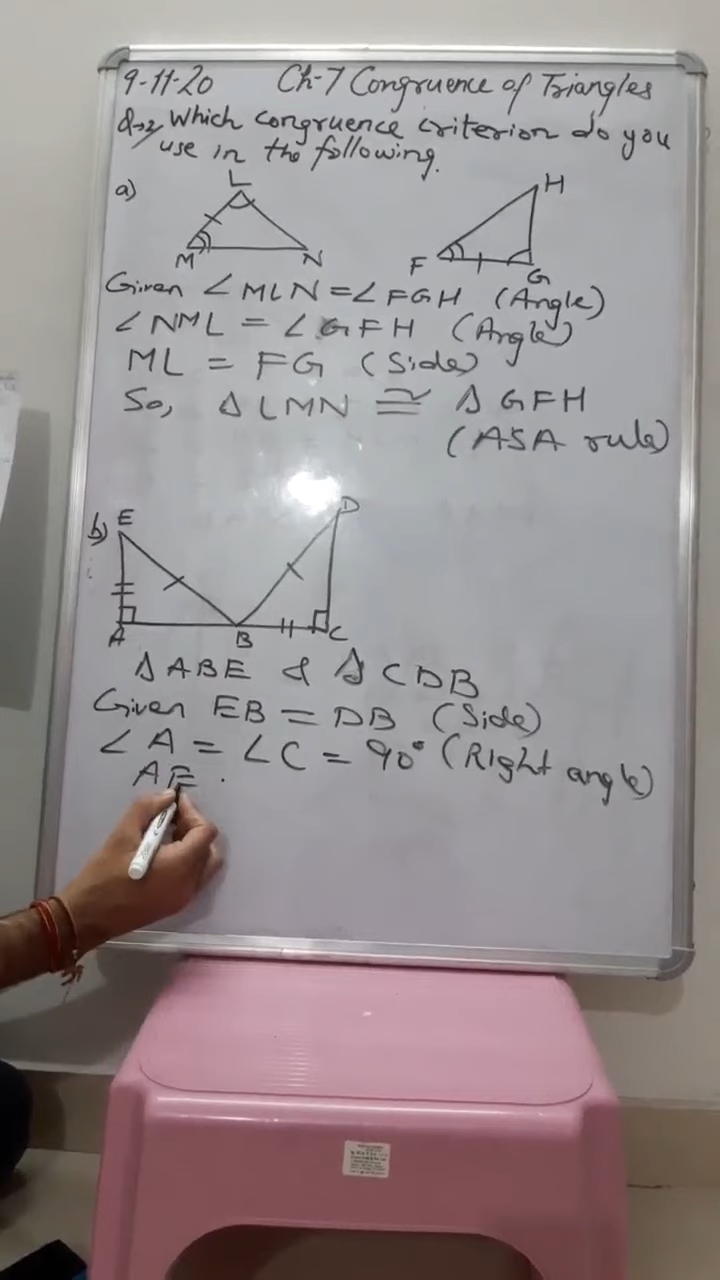 9-11-20 Ch-7 Congruence of Triangles
Q→2, Which congruence criterion do you
use in the following.
a)
L
M
N
H
F
G
Given ∠MLN = ∠FGH (Angle)
∠NML = ∠GFH (Angle)
ML = FG (Side)
So, Δ LMN ≅ Δ GFH
(ASA rule)
b)
E
D
A
B
C
Δ ABE & Δ CDB
Given EB = DB (Side)
∠A = ∠C = 90° (Right angle)
AE